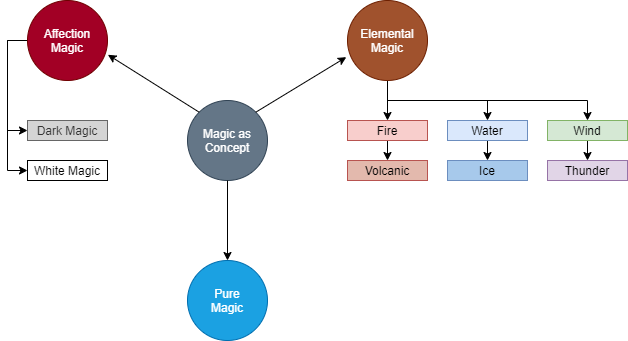 Affection
Magic
Elemental
Magic
Magic as
Concept
Dark Magic
White Magic
Fire
Water
Wind
Volcanic
Ice
Thunder
Pure
Magic